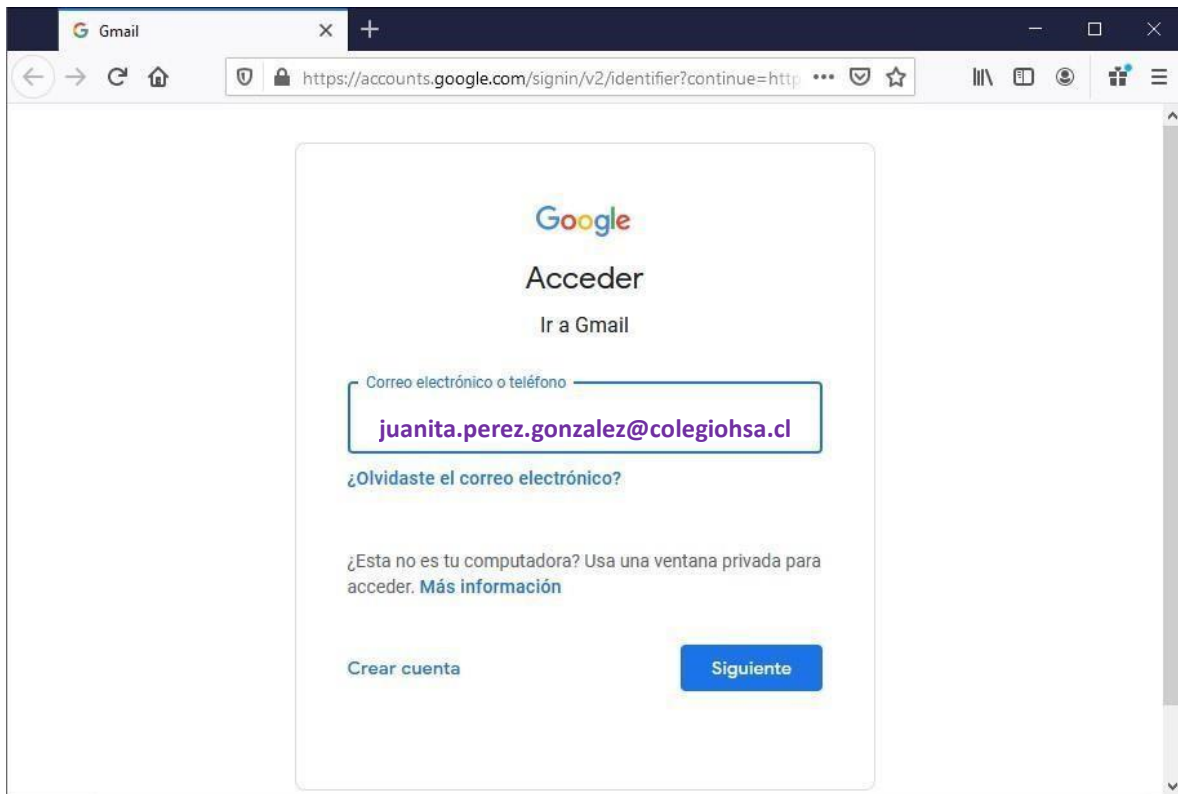 Gmail
https://accounts.google.com/signin/v2/identifier?continue=http
Google
Acceder
Ir a Gmail
Correo electrónico o teléfono
juanita.perez.gonzalez@colegiohsa.cl
¿Olvidaste el correo electrónico?
¿Esta no es tu computadora? Usa una ventana privada para
acceder. Más información
Crear cuenta
Siguiente